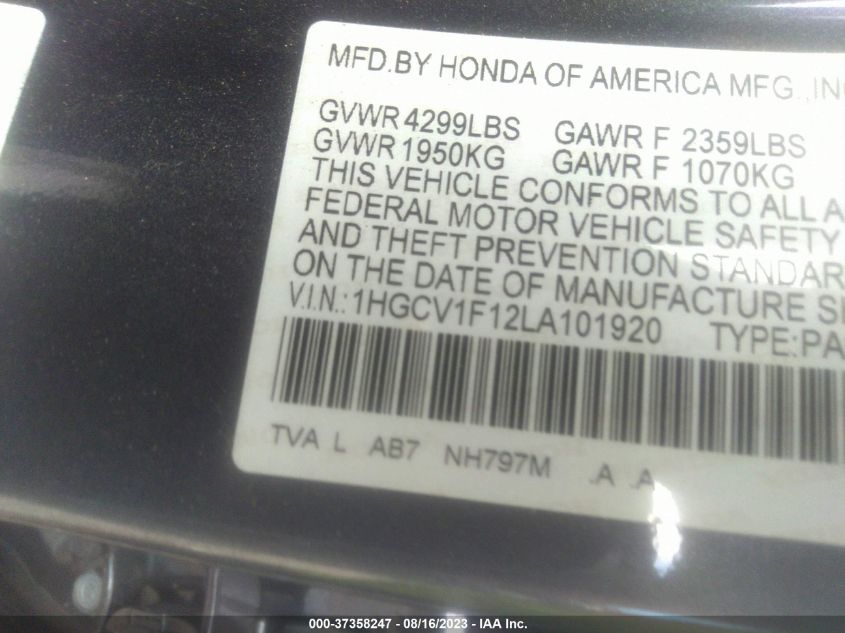 MFD.BY HONDA OF AMERICA MFG.,INC
GVWR 4299LBS GAWR F 2359LBS
GVWR 1950KG GAWR F 1070KG
THIS VEHICLE CONFORMS TO ALL A
FEDERAL MOTOR VEHICLE SAFETY
AND THEFT PREVENTION STANDAR
ON THE DATE OF MANUFACTURE S
V.I.N.:1HGCV1F12LA101920 TYPE:PA
TVA L AB7 NH797M .A .A
000-37358247 - 08/16/2023 - IAA Inc.